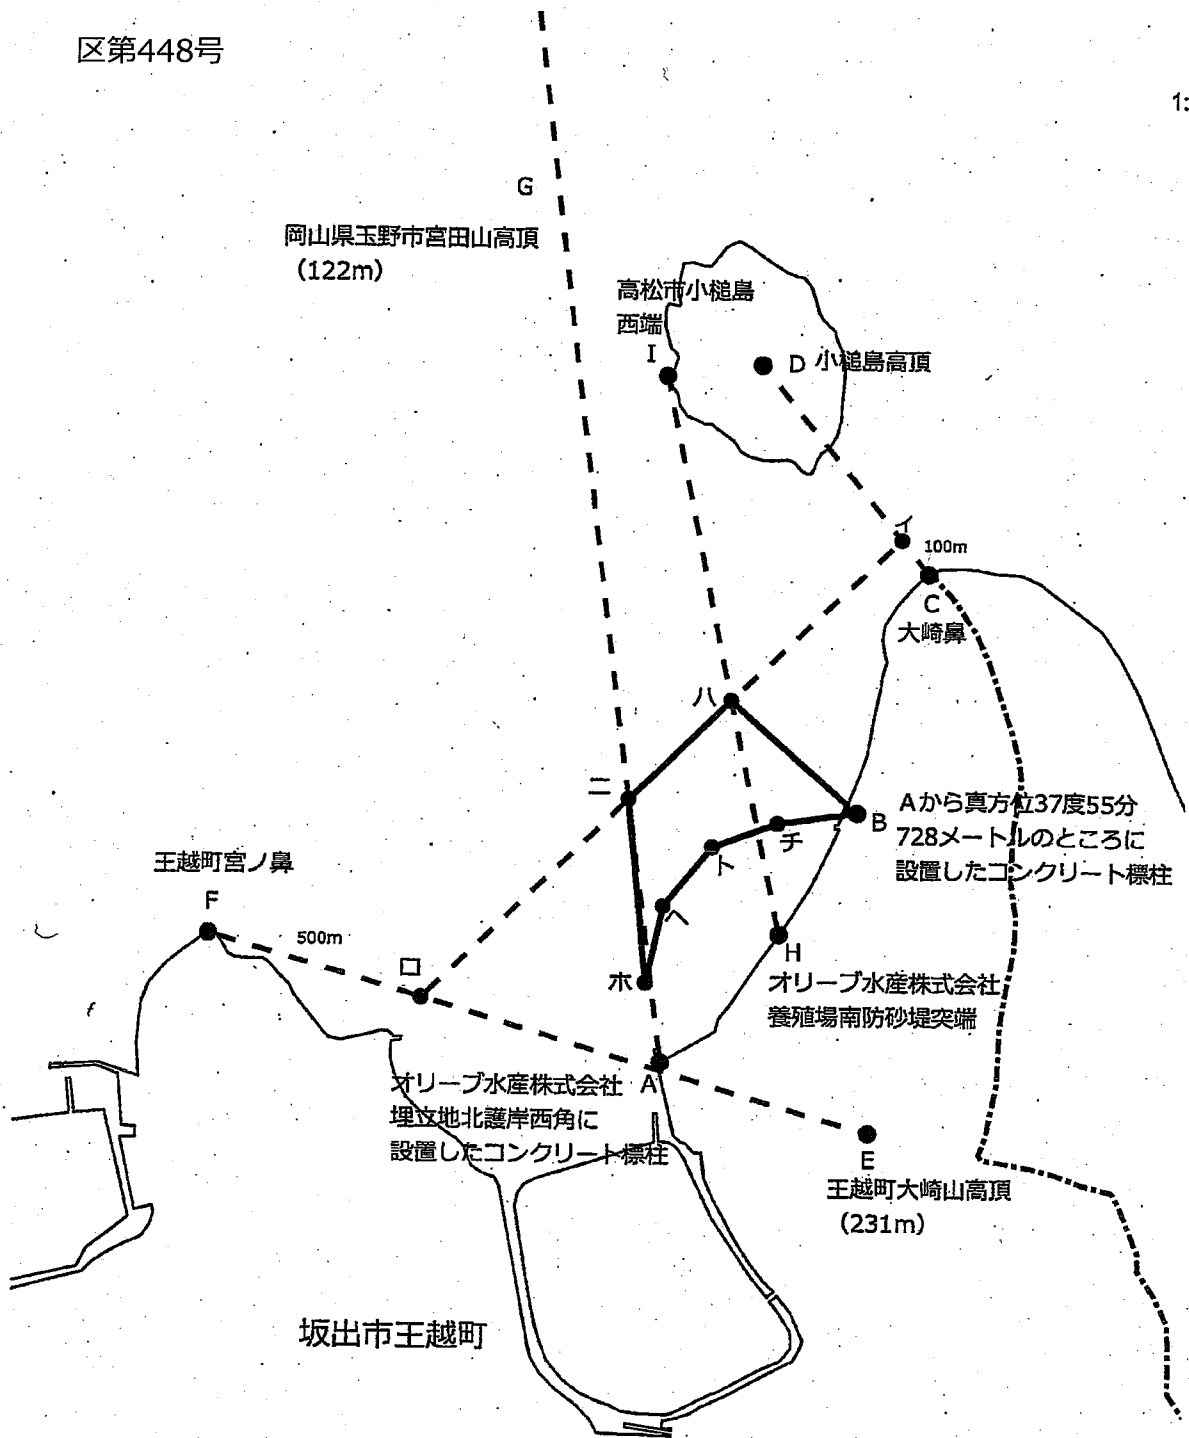 区第448号
1:
G
岡山県玉野市宮田山高頂
（122m）
高松市小槌島
西端
I
D 小槌島高頂
イ
100m
C
大崎鼻
ハ
ニ
Aから真方位37度55分
728メートルのところに
設置したコンクリート標柱
B
チ
ト
王越町宮ノ鼻
F
ヘ
500m
ロ
H
ホ
オリーブ水産株式会社
養殖場南防砂堤突端
A
オリーブ水産株式会社
埋立地北護岸西角に
設置したコンクリート標柱
E
王越町大崎山高頂
（231m）
坂出市王越町